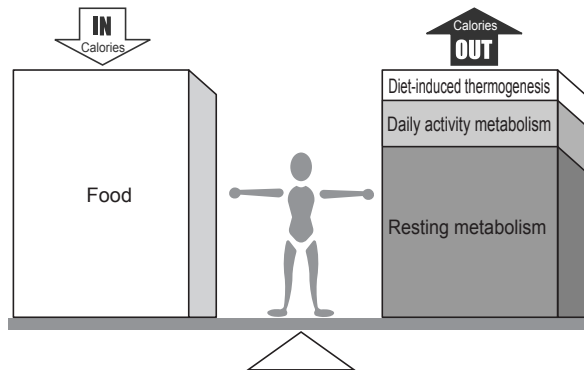 IN
Calories
Food
Calories
OUT
Diet-induced thermogenesis
Daily activity metabolism
Resting metabolism